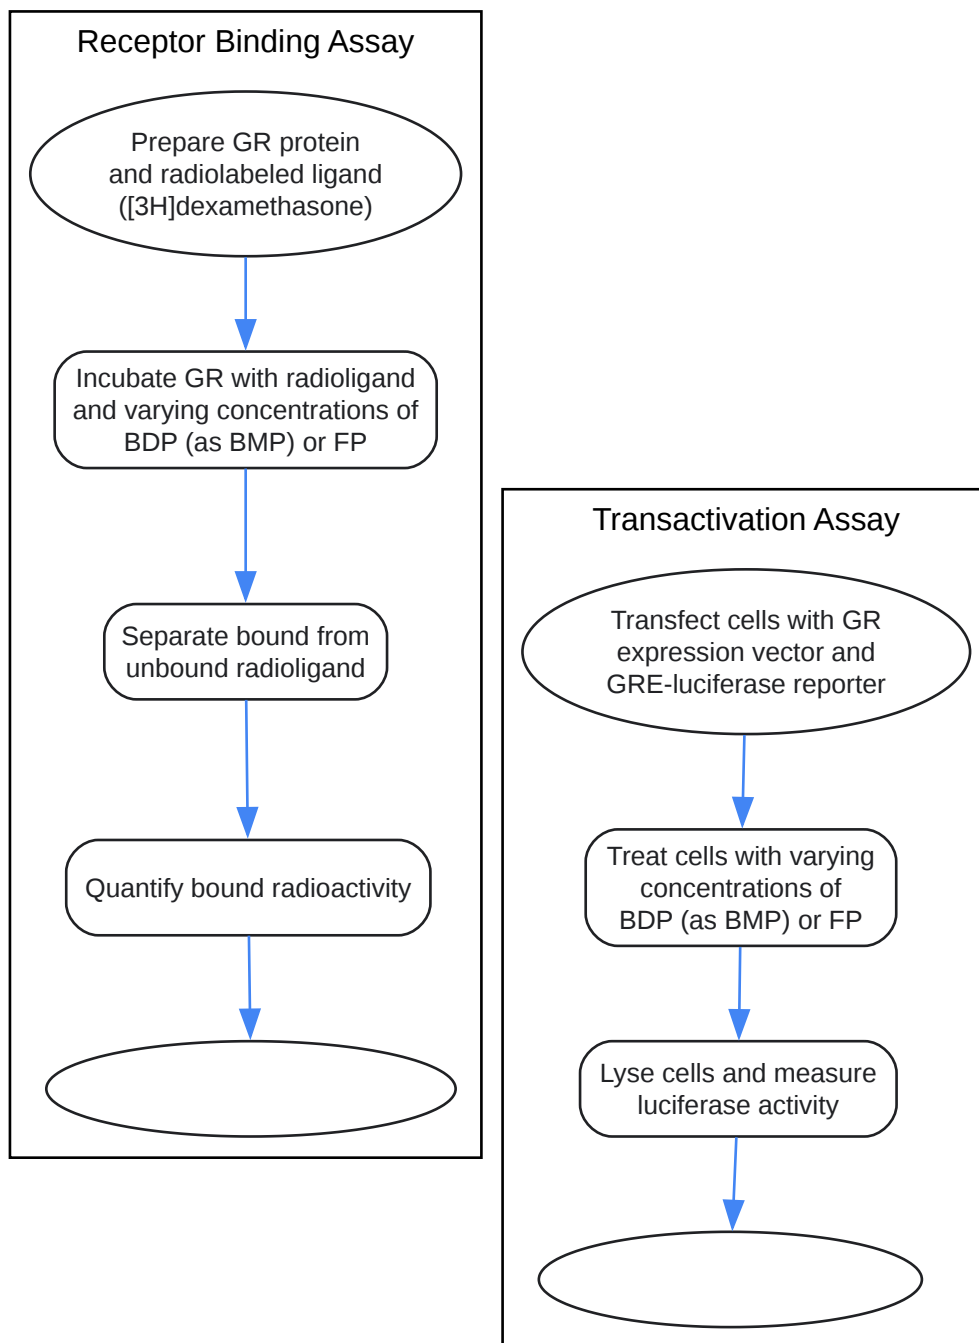 Receptor Binding Assay
Prepare GR protein
and radiolabeled ligand
([3H]dexamethasone)
Incubate GR with radioligand
and varying concentrations of
BDP (as BMP) or FP
Separate bound from
unbound radioligand
Quantify bound radioactivity
Transactivation Assay
Transfect cells with GR
expression vector and
GRE-luciferase reporter
Treat cells with varying
concentrations of
BDP (as BMP) or FP
Lyse cells and measure
luciferase activity